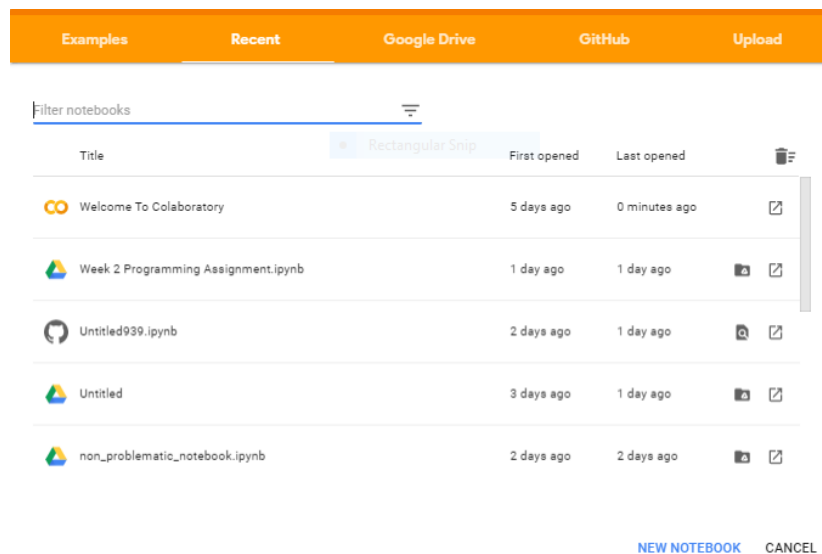 Examples Recent Google Drive GitHub Upload
Filter notebooks
Rectangular Snip
Title First opened Last opened
Welcome To Colaboratory 5 days ago 0 minutes ago
Week 2 Programming Assignment.ipynb 1 day ago 1 day ago
Untitled939.ipynb 2 days ago 1 day ago
Untitled 3 days ago 1 day ago
non_problematic_notebook.ipynb 2 days ago 2 days ago
NEW NOTEBOOK CANCEL